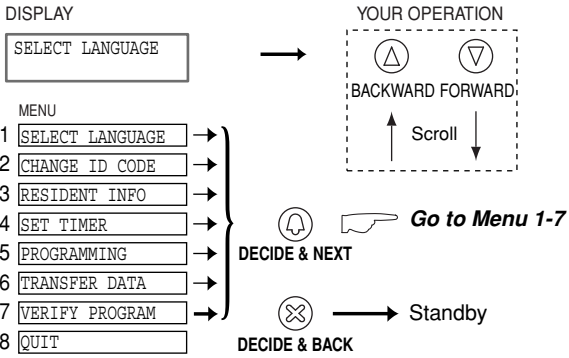 DISPLAY
YOUR OPERATION
SELECT LANGUAGE
BACKWARD FORWARD
Scroll
MENU
1 SELECT LANGUAGE
2 CHANGE ID CODE
3 RESIDENT INFO
4 SET TIMER
5 PROGRAMMING
6 TRANSFER DATA
7 VERIFY PROGRAM
8 QUIT
DECIDE & NEXT
Go to Menu 1-7
DECIDE & BACK
Standby